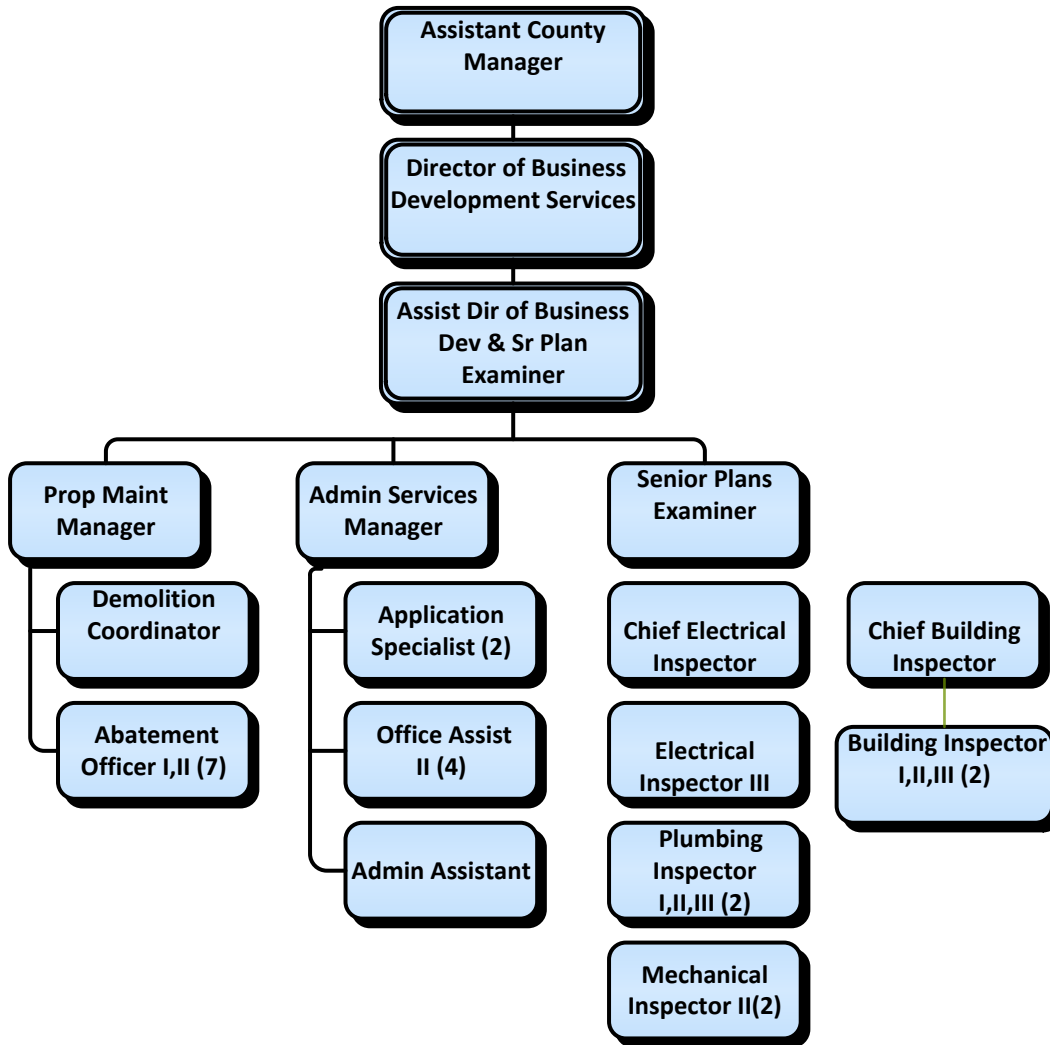 Assistant County
Manager
Director of Business
Development Services
Assist Dir of Business
Dev & Sr Plan
Examiner
Prop Maint
Manager
Admin Services
Manager
Senior Plans
Examiner
Demolition
Coordinator
Application
Specialist (2)
Chief Electrical
Inspector
Chief Building
Inspector
Abatement
Officer I,II (7)
Office Assist
II (4)
Electrical
Inspector III
Building Inspector
I,II,III (2)
Admin Assistant
Plumbing
Inspector
I,II,III (2)
Mechanical
Inspector II(2)